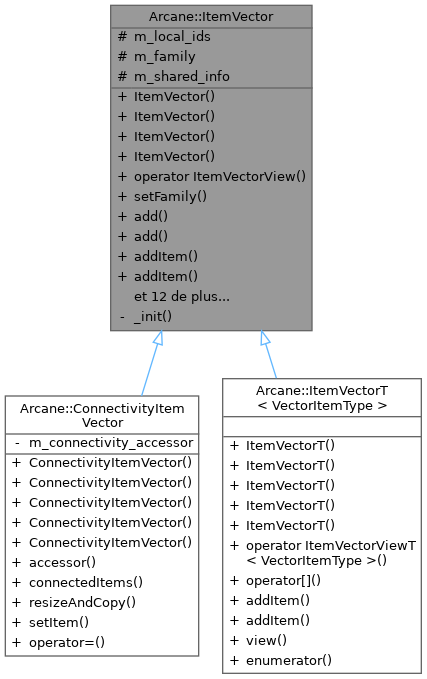 Arcane::ItemVector
# m_local_ids
# m_family
# m_shared_info
+ ItemVector()
+ ItemVector()
+ ItemVector()
+ ItemVector()
+ operator ItemVectorView()
+ setFamily()
+ add()
+ add()
+ addItem()
+ addItem()
et 12 de plus...
- _init()
Arcane::ConnectivityItem
Vector
- m_connectivity_accessor
+ ConnectivityItemVector()
+ ConnectivityItemVector()
+ ConnectivityItemVector()
+ ConnectivityItemVector()
+ ConnectivityItemVector()
+ accessor()
+ connectedItems()
+ resizeAndCopy()
+ setItem()
+ operator=()
Arcane::ItemVectorT
< VectorItemType >
+ ItemVectorT()
+ ItemVectorT()
+ ItemVectorT()
+ ItemVectorT()
+ ItemVectorT()
+ operator ItemVectorViewT
< VectorItemType >()
+ operator[]()
+ addItem()
+ addItem()
+ view()
+ enumerator()